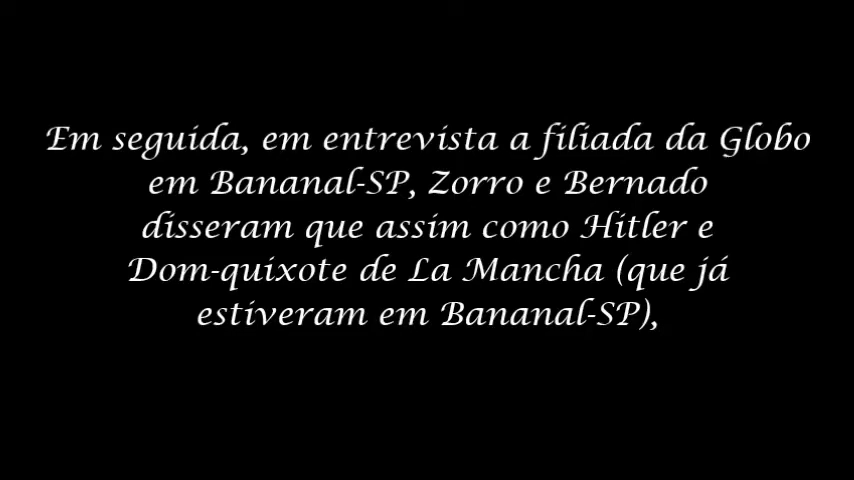 Em seguida, em entrevista a filiada da Globo
em Bananal-SP, Zorro e Bernado
disseram que assim como Hitler e
Dom-quixote de La Mancha (que já
estiveram em Bananal-SP),